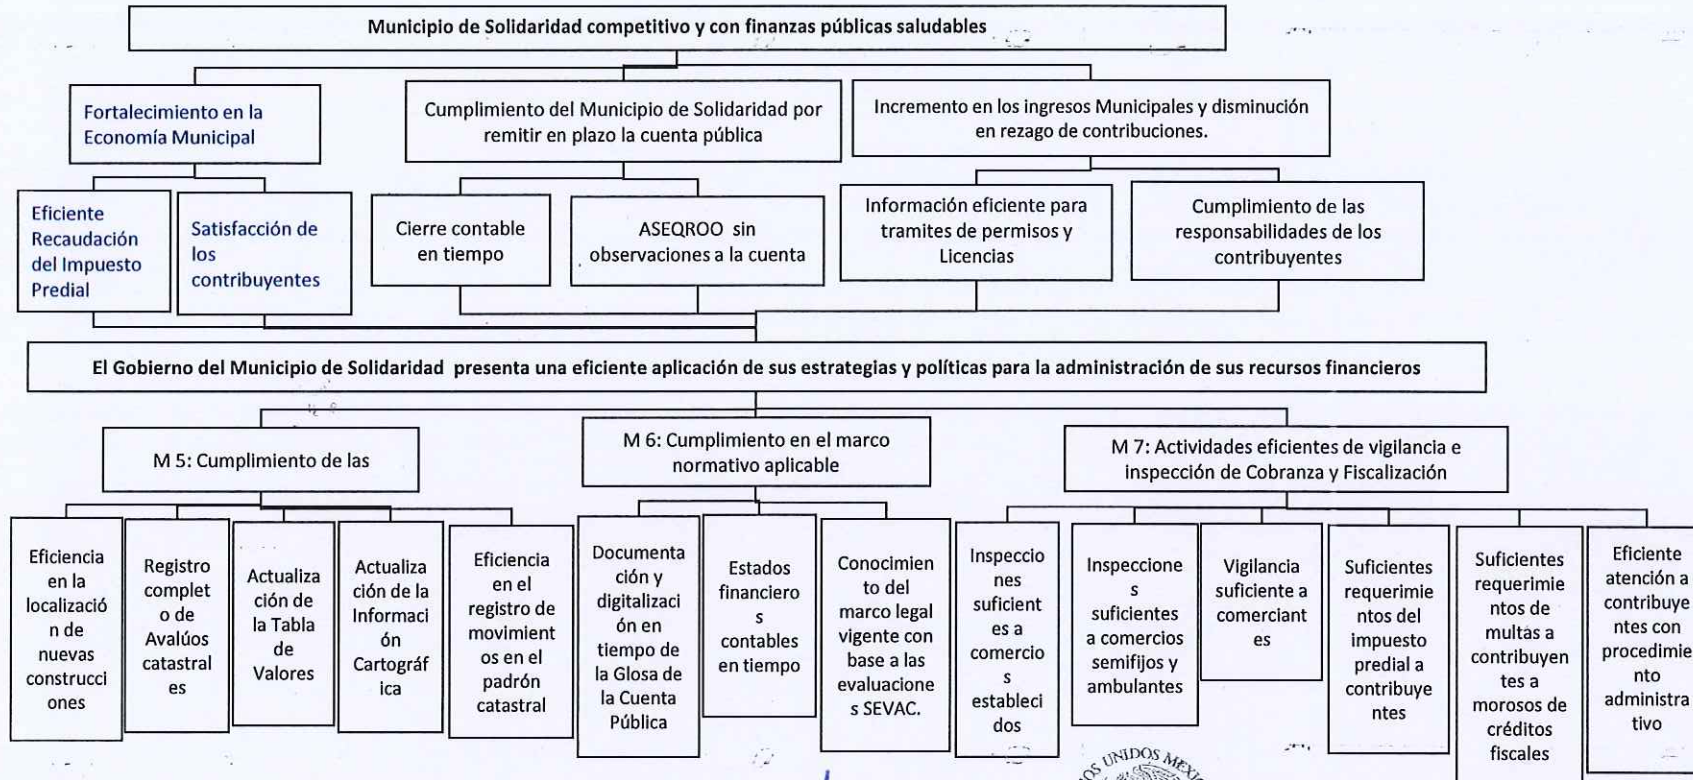 Municipio de Solidaridad competitivo y con finanzas públicas saludables
Fortalecimiento en la
Economía Municipal
Cumplimiento del Municipio de Solidaridad por
remitir en plazo la cuenta pública
Incremento en los ingresos Municipales y disminución
en rezago de contribuciones.
Eficiente
Recaudación
del Impuesto
Predial
Satisfacción de
los
contribuyentes
Cierre contable
en tiempo
ASEQROO sin
observaciones a la cuenta
Información eficiente para
tramites de permisos y
Licencias
Cumplimiento de las
responsabilidades de los
contribuyentes
El Gobierno del Municipio de Solidaridad presenta una eficiente aplicación de sus estrategias y políticas para la administración de sus recursos financieros
M 5: Cumplimiento de las
M 6: Cumplimiento en el marco
normativo aplicable
M 7: Actividades eficientes de vigilancia e
inspección de Cobranza y Fiscalización
Eficiencia
en la
localizació
n de
nuevas
construcci
ones
Registro
complet
o de
Avalúos
catastral
es
Actualiza
ción de
la Tabla
de
Valores
Actualiza
ción de la
Informaci
ón
Cartográf
ica
Eficiencia
en el
registro de
movimient
os en el
padrón
catastral
Documenta
ción y
digitalizaci
ón en
tiempo de
la Glosa de
la Cuenta
Pública
Estados
financiero
s
contables
en tiempo
Conocimien
to del
marco legal
vigente con
base a las
evaluacione
s SEVAC.
Inspeccio
nes
suficient
es a
comercio
s
estableci
dos
Inspeccione
s
suficientes
a comercios
semifijos y
ambulantes
Vigilancia
suficiente a
comerciant
es
Suficientes
requerimie
ntos del
impuesto
predial a
contribuye
ntes
Suficientes
requerimie
ntos de
multas a
contribuyen
tes a
morosos de
créditos
fiscales
Eficiente
atención a
contribuye
ntes con
procedimie
nto
administra
tivo
UNIDOS